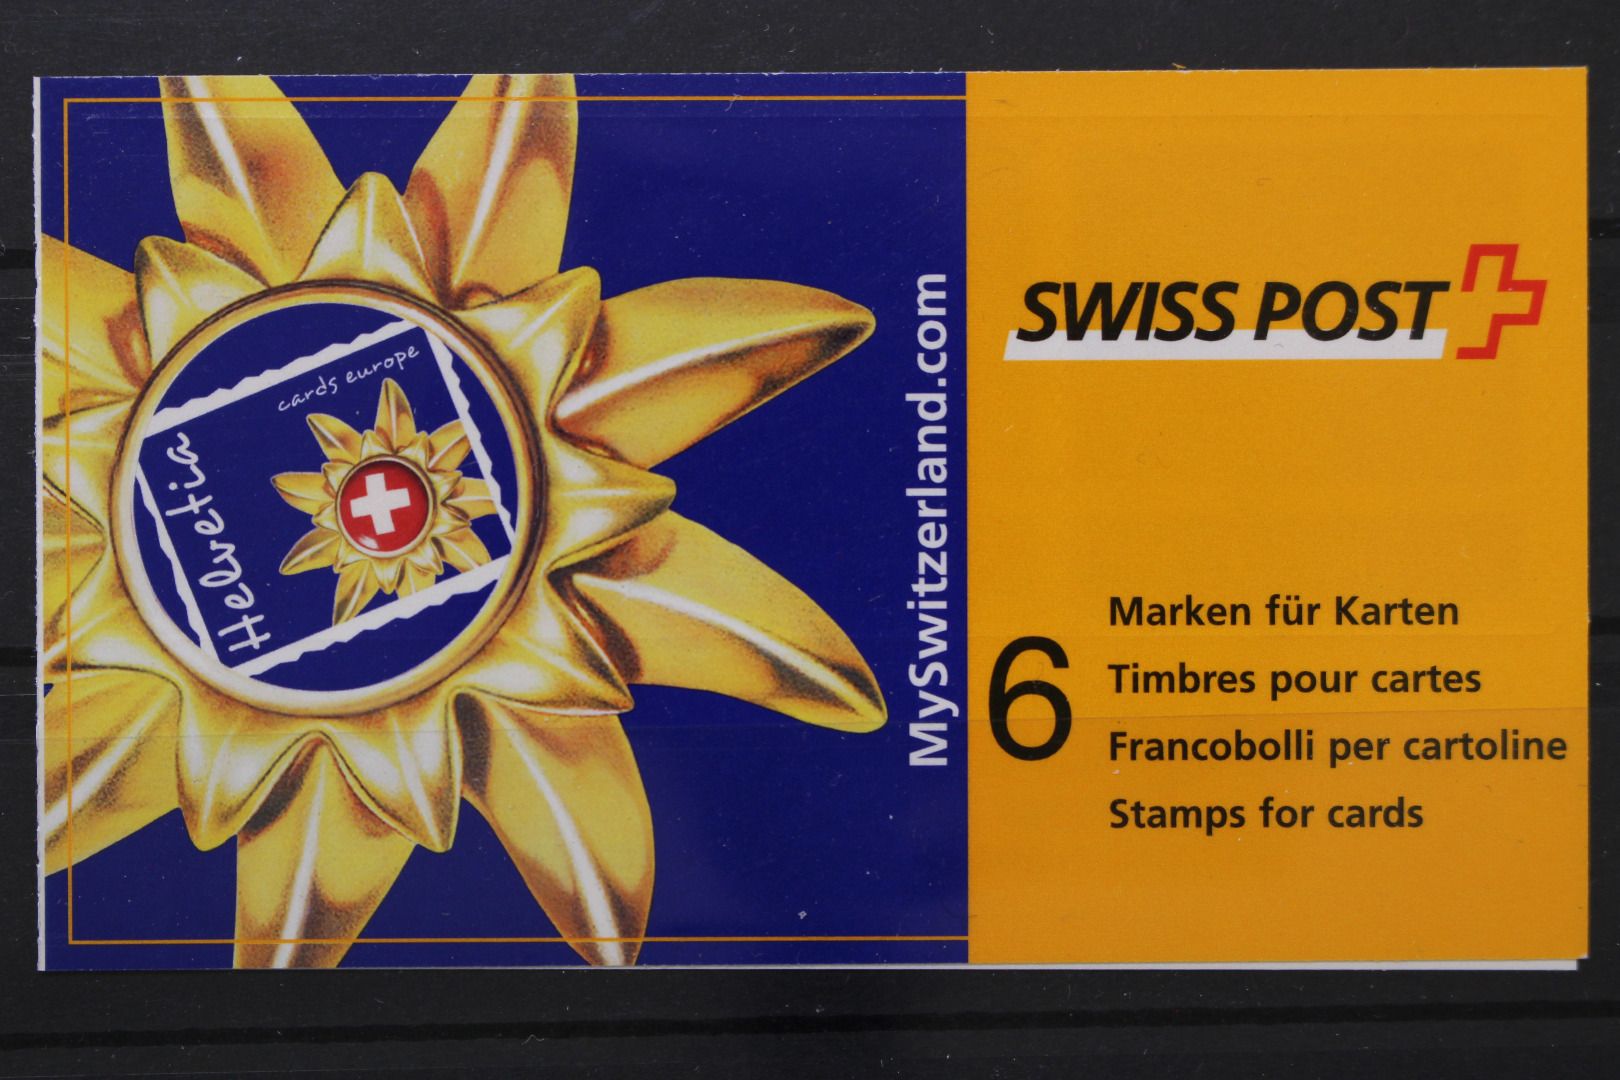 cards europe
Helvetia
MySwitzerland.com
SWISS POST
6
Marken für Karten
Timbres pour cartes
Francobolli per cartoline
Stamps for cards